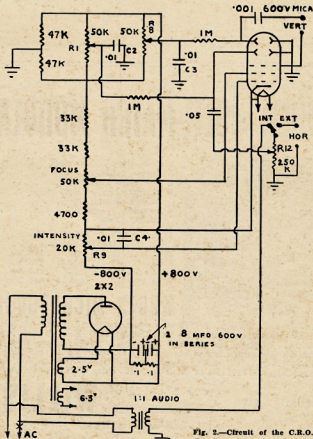 .001 600V MICA
VERT
47K
50K
R1
.01
C2
50K
R8
1M
47K
.01
C3
1M
.05
INT EXT
HOR
R12
250
K
33K
33K
FOCUS
50K
4700
INTENSITY
20K
R9
.01
C4.
-800V
+800V
2X2
2 8 MFD 600V
IN SERIES
- + - +
.1
.1
2.5V
6.3V
1:1 AUDIO
AC
Fig. 2.—Circuit of the C.R.O.